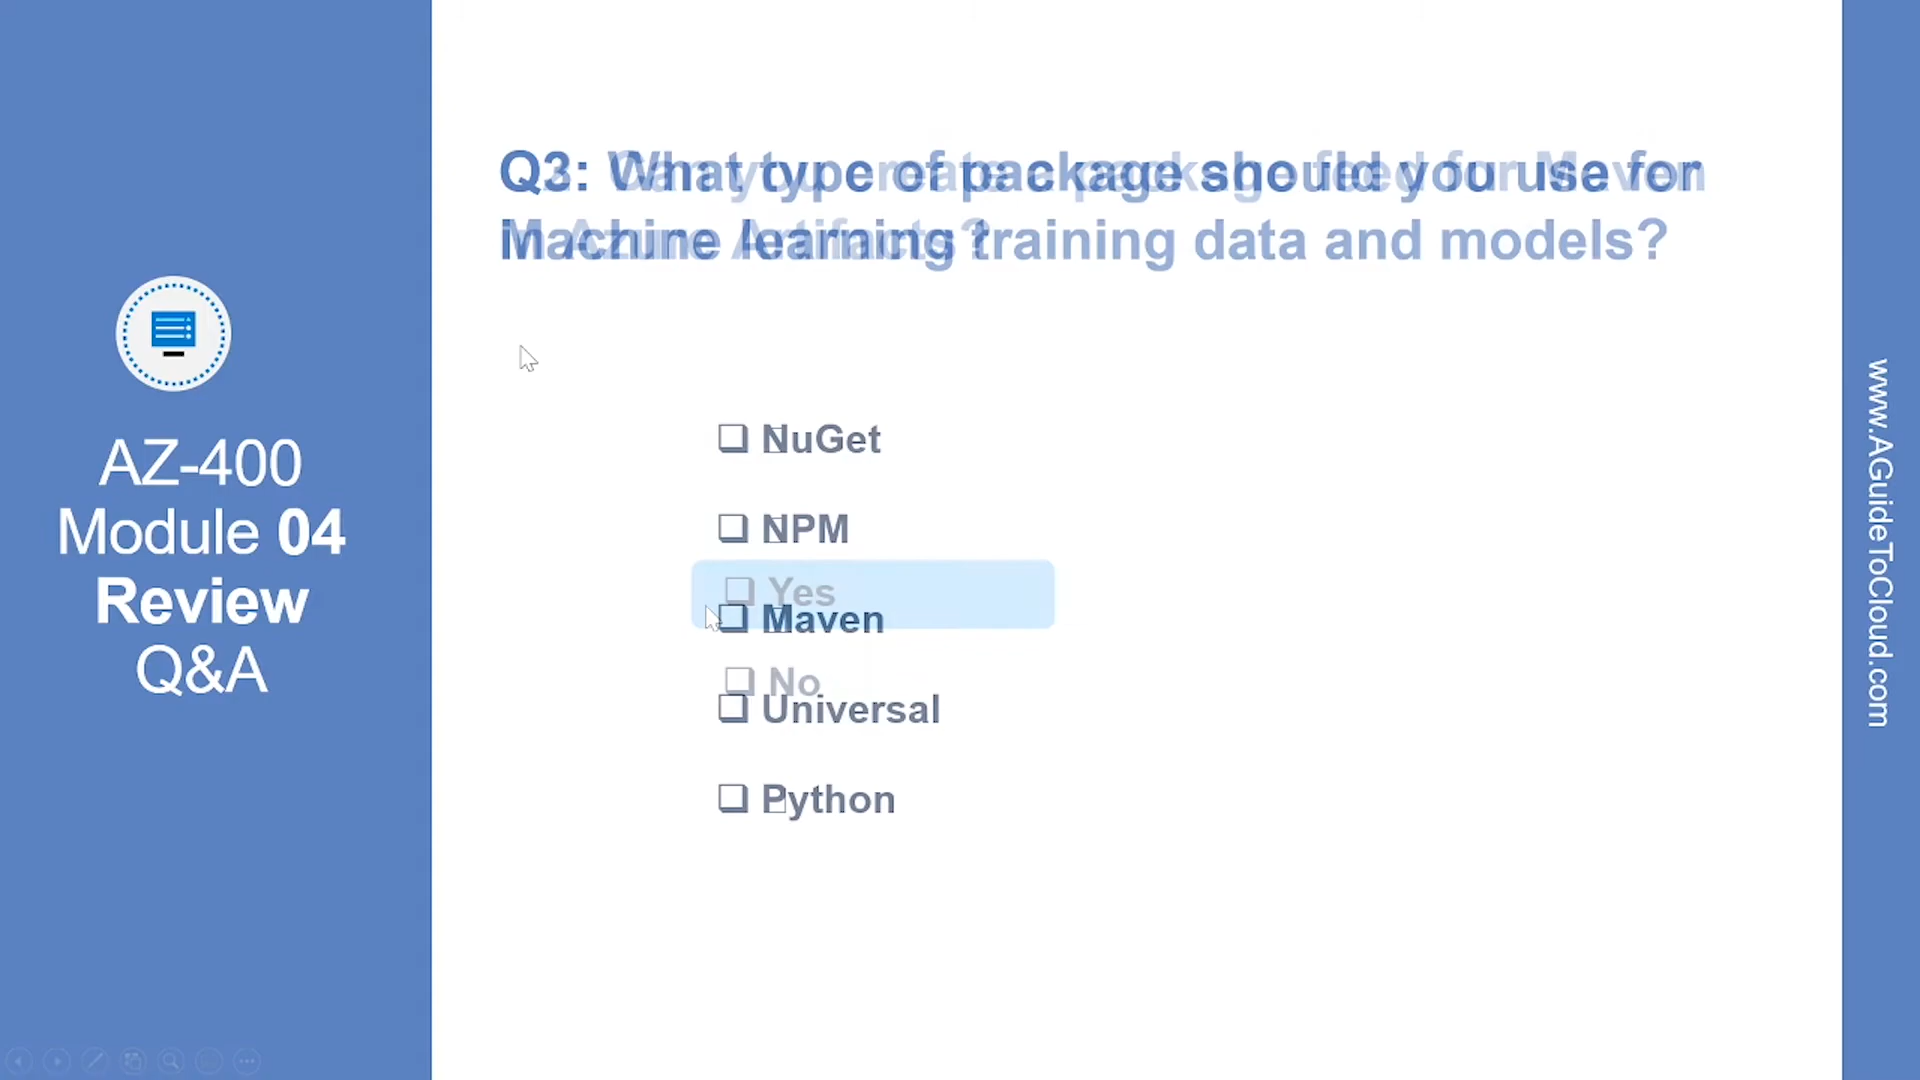 Q3: What type of package should you use for
Machine learning training data and models?
NuGet
NPM
Yes
Maven
No
Universal
Python
AZ-400
Module 04
Review
Q&A
www.AGuideToCloud.com